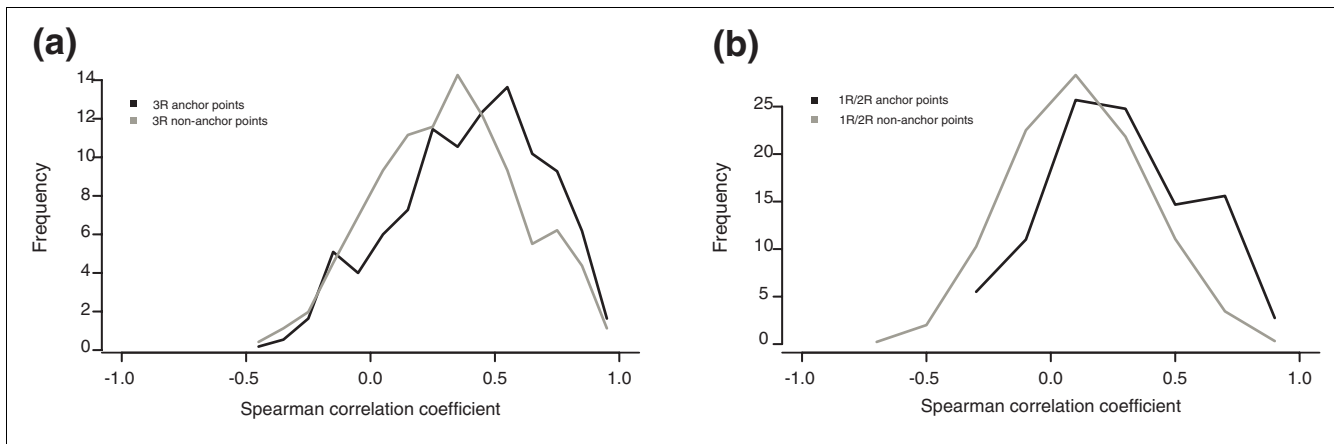 (a)
14
12
10
8
6
4
2
0
Frequency
3R anchor points
3R non-anchor points
-1.0 -0.5 0.0 0.5 1.0
Spearman correlation coefficient
(b)
25
20
15
10
5
0
Frequency
1R/2R anchor points
1R/2R non-anchor points
-1.0 -0.5 0.0 0.5 1.0
Spearman correlation coefficient